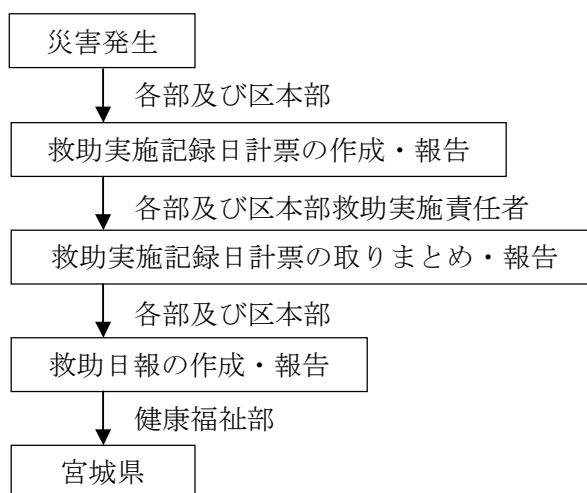 災害発生
各部及び区本部
救助実施記録日計票の作成・報告
各部及び区本部救助実施責任者
救助実施記録日計票の取りまとめ・報告
各部及び区本部
救助日報の作成・報告
健康福祉部
宮城県